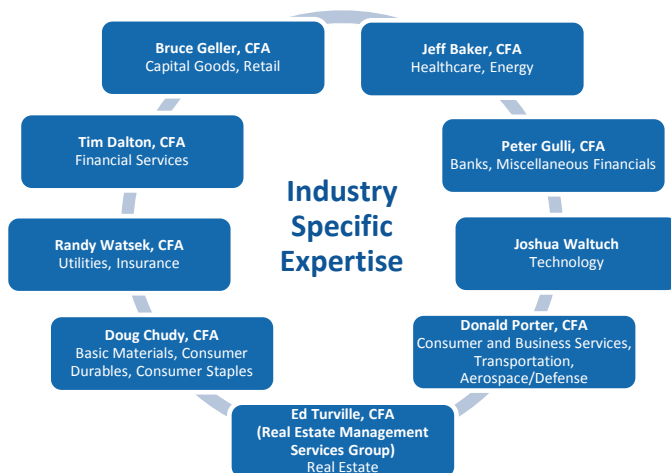 Bruce Geller, CFA
Capital Goods, Retail
Jeff Baker, CFA
Healthcare, Energy
Tim Dalton, CFA
Financial Services
Peter Gulli, CFA
Banks, Miscellaneous Financials
Industry
Specific
Expertise
Randy Watsek, CFA
Utilities, Insurance
Joshua Waltuch
Technology
Doug Chudy, CFA
Basic Materials, Consumer
Durables, Consumer Staples
Donald Porter, CFA
Consumer and Business Services,
Transportation,
Aerospace/Defense
Ed Turville, CFA
(Real Estate Management
Services Group)
Real Estate